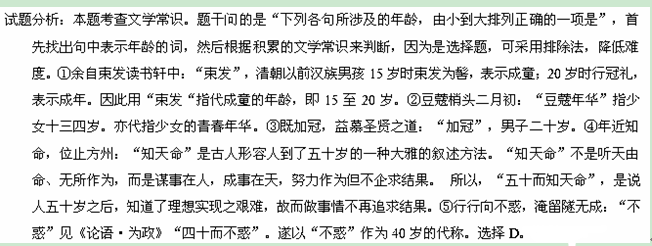 试题分析：本题考查文学常识。题干问的是“下列各句所涉及的年龄，由小到大排列正确的一项是”，首
先找出句中表示年龄的词，然后根据积累的文学常识来判断，因为是选择题，可采用排除法，降低难
度。①余自束发读书轩中：“束发”，清朝以前汉族男孩 15 岁时束发为髻，表示成童；20 岁时行冠礼，
表示成年。因此用“束发“指代成童的年龄，即 15 至 20 岁。②豆蔻梢头二月初：“豆蔻年华”指少
女十三四岁。亦代指少女的青春年华。③既加冠，益慕圣贤之道：“加冠”，男子二十岁。④年近知
命，位止方州：“知天命”是古人形容人到了五十岁的一种大雅的叙述方法。“知天命”不是听天由
命、无所作为，而是谋事在人，成事在天，努力作为但不企求结果。 所以，“五十而知天命”，是说
人五十岁之后，知道了理想实现之艰难，故而做事情不再追求结果。⑤行行向不惑，淹留遂无成：“不
惑”见《论语·为政》“四十而不惑”。遂以“不惑”作为 40 岁的代称。选择 D。